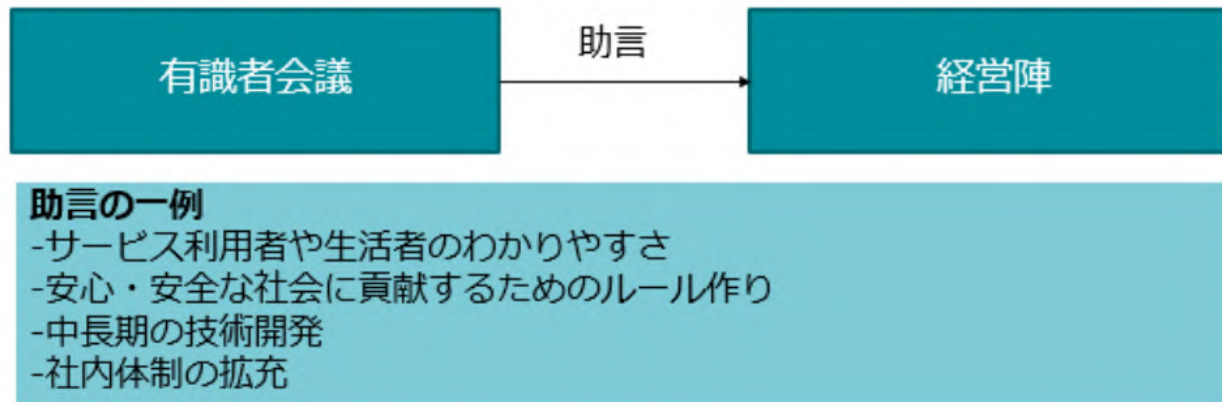 有識者会議
助言
経営陣
助言の一例
-サービス利用者や生活者のわかりやすさ
-安心・安全な社会に貢献するためのルール作り
-中長期の技術開発
-社内体制の拡充